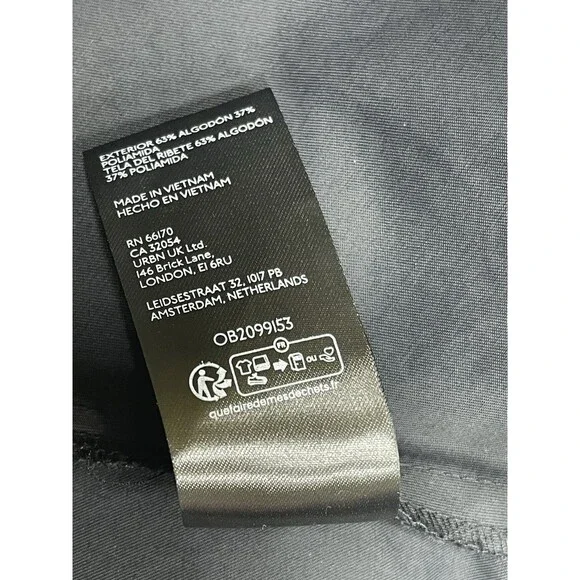 EXTERIOR 63% ALGODÓN 37%
POLIAMIDA
TELA DEL RIBETE 63% ALGODÓN
37% POLIAMIDA
MADE IN VIETNAM
HECHO EN VIETNAM
RN 66170
CA 32054
URBN UK Ltd.
146 Brick Lane,
LONDON, E1 6RU
LEIDSESTRAAT 32, 1017 PB
AMSTERDAM, NETHERLANDS
OB2099153
FR
OU
quefairedemesdechets.fr